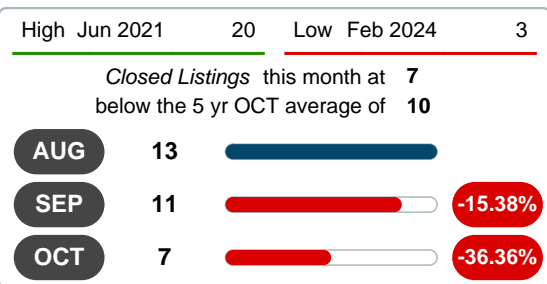 High Jun 2021 20 Low Feb 2024 3
Closed Listings this month at 7
below the 5 yr OCT average of 10
AUG 13
SEP 11 -15.38%
OCT 7 -36.36%